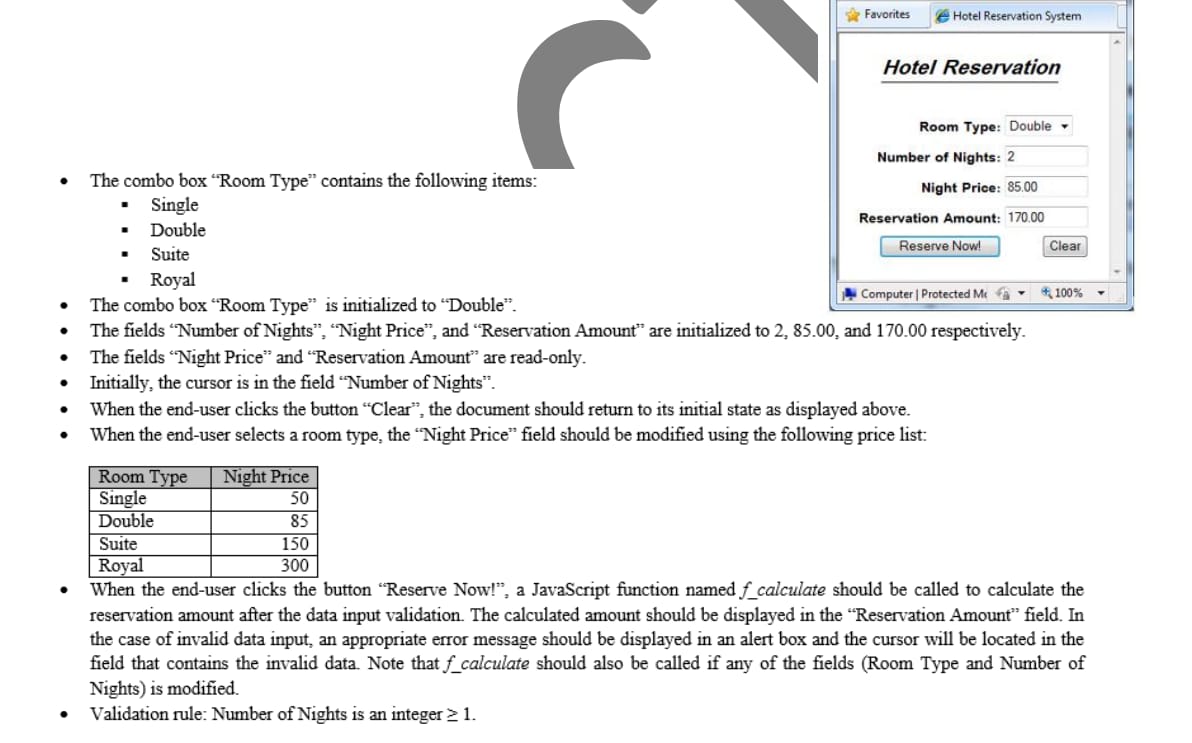 Favorites
Hotel Reservation System
Hotel Reservation
Room Type: Double
Number of Nights: 2
Night Price: 85.00
Reservation Amount: 170.00
Reserve Now! Clear
Computer | Protected Mc 100%
• The combo box “Room Type” contains the following items:
▪ Single
▪ Double
▪ Suite
▪ Royal
• The combo box “Room Type” is initialized to “Double”.
• The fields “Number of Nights”, “Night Price”, and “Reservation Amount” are initialized to 2, 85.00, and 170.00 respectively.
• The fields “Night Price” and “Reservation Amount” are read-only.
• Initially, the cursor is in the field “Number of Nights”.
• When the end-user clicks the button “Clear”, the document should return to its initial state as displayed above.
• When the end-user selects a room type, the “Night Price” field should be modified using the following price list:
Room Type Night Price
Single 50
Double 85
Suite 150
Royal 300
• When the end-user clicks the button “Reserve Now!”, a JavaScript function named f_calculate should be called to calculate the
reservation amount after the data input validation. The calculated amount should be displayed in the “Reservation Amount” field. In
the case of invalid data input, an appropriate error message should be displayed in an alert box and the cursor will be located in the
field that contains the invalid data. Note that f_calculate should also be called if any of the fields (Room Type and Number of
Nights) is modified.
• Validation rule: Number of Nights is an integer ≥ 1.